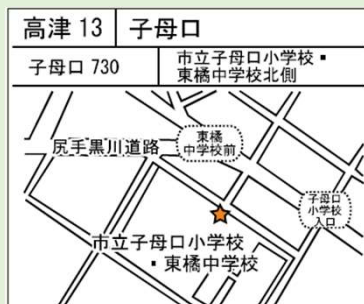 高津 13
子母口
子母口 730
市立子母口小学校・
東橘中学校北側
東橘
中学校前
尻手黒川道路
子母口
小学校
入口
市立子母口小学校
・東橘中学校